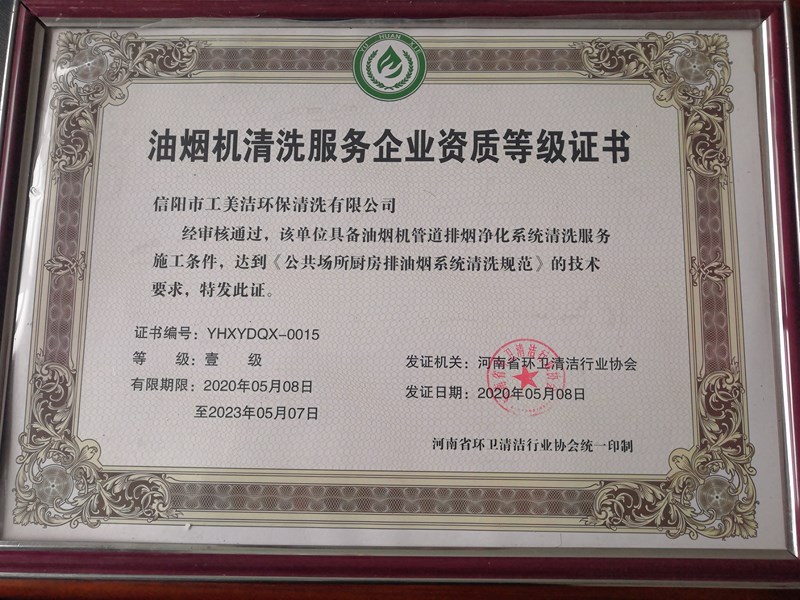 YU HUAN XIE
油烟机清洗服务企业资质等级证书
信阳市工美洁环保清洗有限公司
经审核通过，该单位具备油烟机管道排烟净化系统清洗服务
施工条件，达到《公共场所厨房排油烟系统清洗规范》的技术
要求，特发此证。
证书编号：YHXYDQX-0015
等 级：壹 级
有限期限：2020年05月08日
至2023年05月07日
发证机关：河南省环卫清洁行业协会
发证日期：2020年05月08日
河南省环卫清洁行业协会统一印制